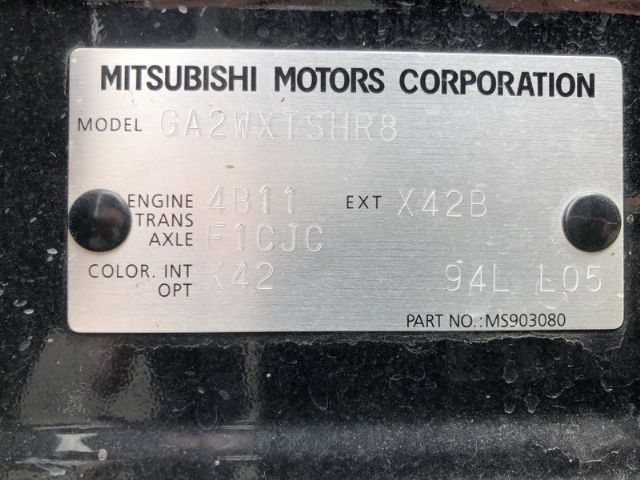 MITSUBISHI MOTORS CORPORATION
MODEL GA2WXTSHR8
ENGINE 4B11 EXT X42B
TRANS AXLE F1CJC
COLOR. INT OPT X42 94L L05
PART NO.:MS903080